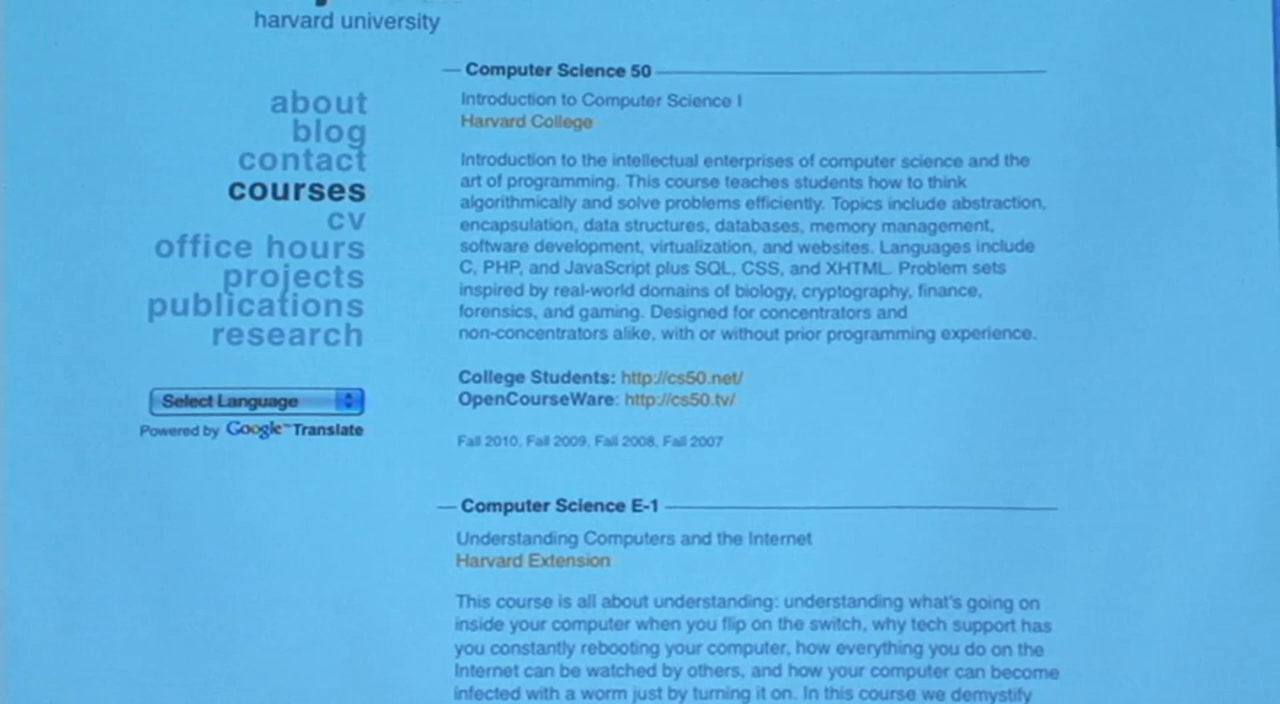 harvard university
about
blog
contact
courses
cv
office hours
projects
publications
research
Select Language
Powered by Google™ Translate
Computer Science 50
Introduction to Computer Science I
Harvard College
Introduction to the intellectual enterprises of computer science and the
art of programming. This course teaches students how to think
algorithmically and solve problems efficiently. Topics include abstraction,
encapsulation, data structures, databases, memory management,
software development, virtualization, and websites. Languages include
C, PHP, and JavaScript plus SQL, CSS, and XHTML. Problem sets
inspired by real-world domains of biology, cryptography, finance,
forensics, and gaming. Designed for concentrators and
non-concentrators alike, with or without prior programming experience.
College Students: http://cs50.net/
OpenCourseWare: http://cs50.tv/
Fall 2010, Fall 2009, Fall 2008, Fall 2007
Computer Science E-1
Understanding Computers and the Internet
Harvard Extension
This course is all about understanding: understanding what's going on
inside your computer when you flip on the switch, why tech support has
you constantly rebooting your computer, how everything you do on the
Internet can be watched by others, and how your computer can become
infected with a worm just by turning it on. In this course we demystify